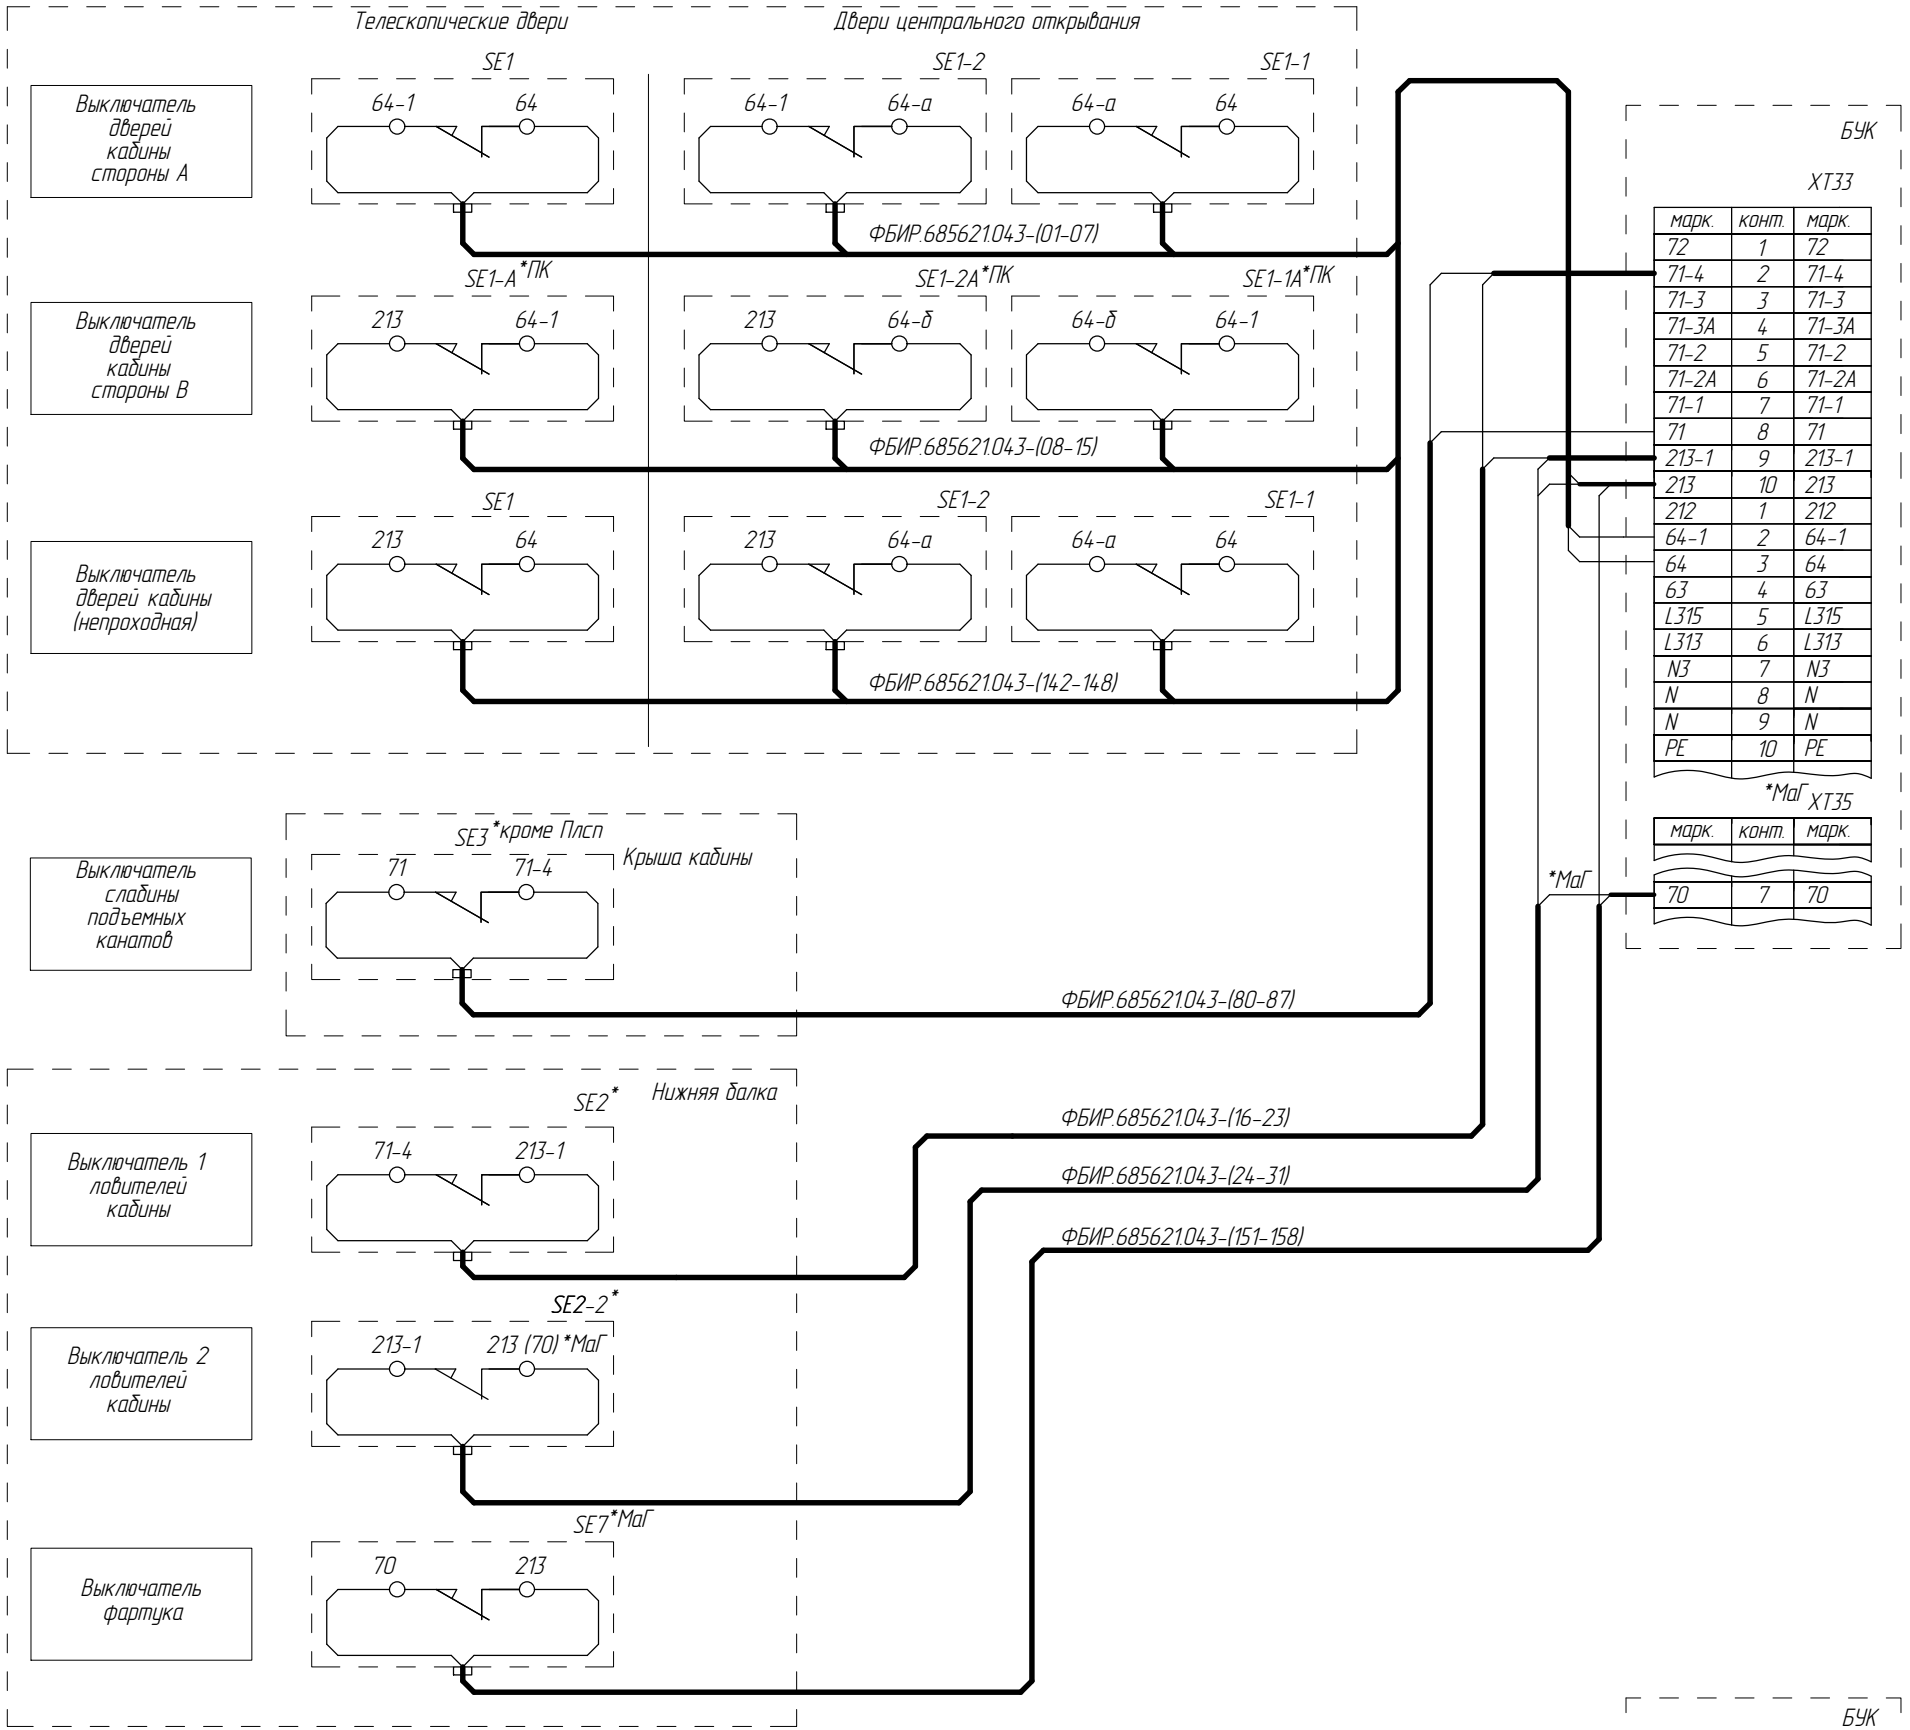 Телескопические двери
Двери центрального открывания
Выключатель
дверей
кабины
стороны А
SE1
64-1
64
SE1-2
64-1
64-а
SE1-1
64-а
64
ФБИР.685621.043-(01-07)
Выключатель
дверей
кабины
стороны В
SE1-A*ПК
213
64-1
SE1-2A*ПК
213
64-б
SE1-1A*ПК
64-б
64-1
ФБИР.685621.043-(08-15)
Выключатель
дверей кабины
(непроходная)
SE1
213
64
SE1-2
213
64-а
SE1-1
64-а
64
ФБИР.685621.043-(142-148)
БУК
XT33
марк. конт. марк.
72 1 72
71-4 2 71-4
71-3 3 71-3
71-3A 4 71-3A
71-2 5 71-2
71-2A 6 71-2A
71-1 7 71-1
71 8 71
213-1 9 213-1
213 10 213
212 1 212
64-1 2 64-1
64 3 64
63 4 63
L315 5 L315
L313 6 L313
N3 7 N3
N 8 N
N 9 N
PE 10 PE
*МаГ XT35
марк. конт. марк.
*МаГ
70 7 70
Выключатель
слабины
подъемных
канатов
SE3*кроме Плсп
Крыша кабины
71
71-4
ФБИР.685621.043-(80-87)
Нижняя балка
Выключатель 1
ловителей
кабины
SE2*
71-4
213-1
ФБИР.685621.043-(16-23)
ФБИР.685621.043-(24-31)
ФБИР.685621.043-(151-158)
Выключатель 2
ловителей
кабины
SE2-2*
213-1
213 (70)*МаГ
Выключатель
фартука
SE7*МаГ
70
213
БУК